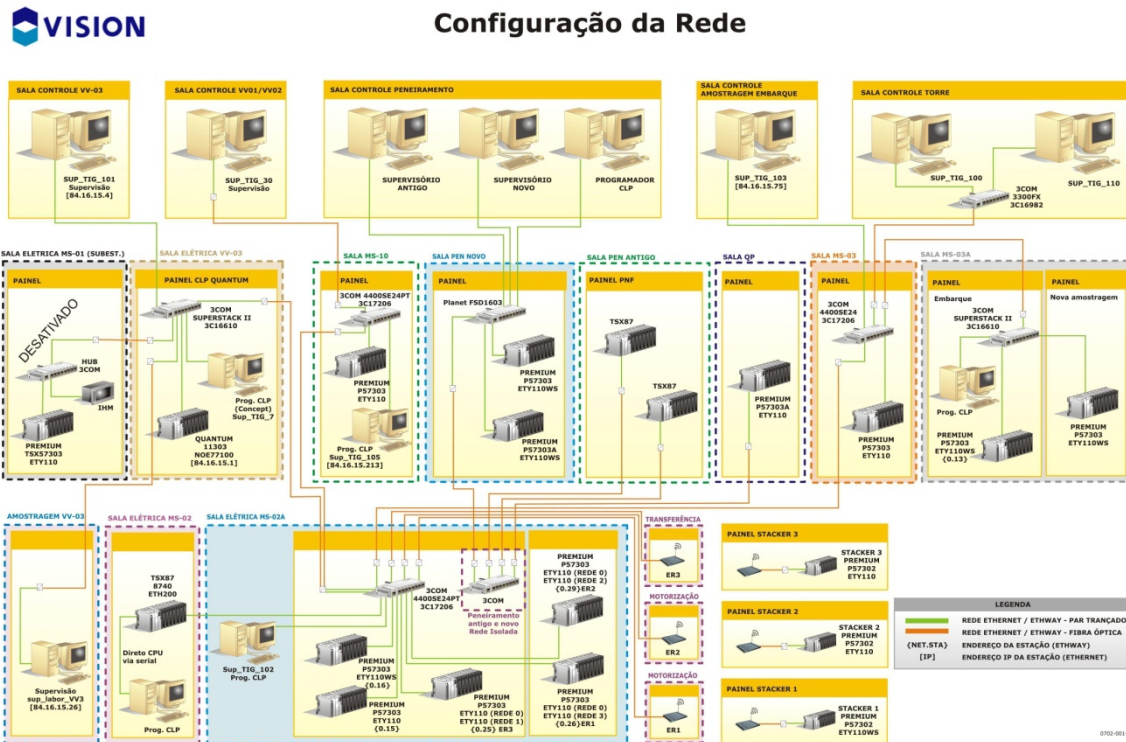 VISION
Configuração da Rede
SALA CONTROLE VV-03
SUP_TIG_101
Supervisão
[84.16.15.4]
SALA CONTROLE VV01/VV02
SUP_TIG_30
Supervisão
SALA CONTROLE PENEIRAMENTO
SUPERVISÓRIO
ANTIGO
SUPERVISÓRIO
NOVO
PROGRAMADOR
CLP
SALA CONTROLE
AMOSTRAGEM EMBARQUE
SUP_TIG_103
[84.16.15.75]
SALA CONTROLE TORRE
SUP_TIG_100
3COM
3300FX
3C16982
SUP_TIG_110
SALA ELETRICA MS-01 (SUBEST.)
PAINEL
DESATIVADO
HUB
3COM
IHM
PREMIUM
TSX57303
ETY110
SALA ELÉTRICA VV-03
PAINEL CLP QUANTUM
3COM
SUPERSTACK II
3C16610
Prog. CLP
(Concept)
Sup_TIG_7
QUANTUM
11303
NOE77100
[84.16.15.1]
SALA MS-10
PAINEL
3COM 4400SE24PT
3C17206
PREMIUM
P57303
ETY110
Prog. CLP
Sup_TIG_105
[84.16.15.213]
SALA PEN NOVO
PAINEL
Planet FSD1603
PREMIUM
P57303
ETY110WS
PREMIUM
P57303A
ETY110WS
SALA PEN ANTIGO
PAINEL PNF
TSX87
TSX87
SALA QP
PAINEL
PREMIUM
P57303A
ETY110
SALA MS-03
PAINEL
3COM
4400SE24
3C17206
PREMIUM
P57303
ETY110
SALA MS-03A
PAINEL
Embarque
3COM
SUPERSTACK II
3C16610
Prog. CLP
PREMIUM
P57303
ETY110WS
{0.13}
PAINEL
Nova amostragem
PREMIUM
P57303
ETY110WS
AMOSTRAGEM VV-03
Supervisão
sup_labor_VV3
[84.16.15.26]
SALA ELÉTRICA MS-02
TSX87
8740
ETH200
Direto CPU
via serial
Prog. CLP
SALA ELÉTRICA MS-02A
Sup_TIG_102
Prog. CLP
3COM
4400SE24PT
3C17206
3COM
Peneiramento
antigo e novo
Rede Isolada
PREMIUM
P57303
ETY110WS
{0.16}
PREMIUM
P57303
ETY110
{0.15}
PREMIUM
P57303
ETY110 (REDE 0)
ETY110 (REDE 1)
{0.25} ER3
PREMIUM
P57303
ETY110 (REDE 0)
ETY110 (REDE 2)
{0.29}ER2
PREMIUM
P57303
ETY110 (REDE 0)
ETY110 (REDE 3)
{0.26}ER1
TRANSFERÊNCIA
ER3
MOTORIZAÇÃO
ER2
MOTORIZAÇÃO
ER1
PAINEL STACKER 3
STACKER 3
PREMIUM
P57302
ETY110
PAINEL STACKER 2
STACKER 2
PREMIUM
P57302
ETY110
PAINEL STACKER 1
STACKER 1
PREMIUM
P57302
ETY110WS
LEGENDA
REDE ETHERNET / ETHWAY - PAR TRANÇADO
REDE ETHERNET / ETHWAY - FIBRA ÓPTICA
{NET.STA} ENDEREÇO DA ESTAÇÃO (ETHWAY)
[IP] ENDEREÇO IP DA ESTAÇÃO (ETHERNET)